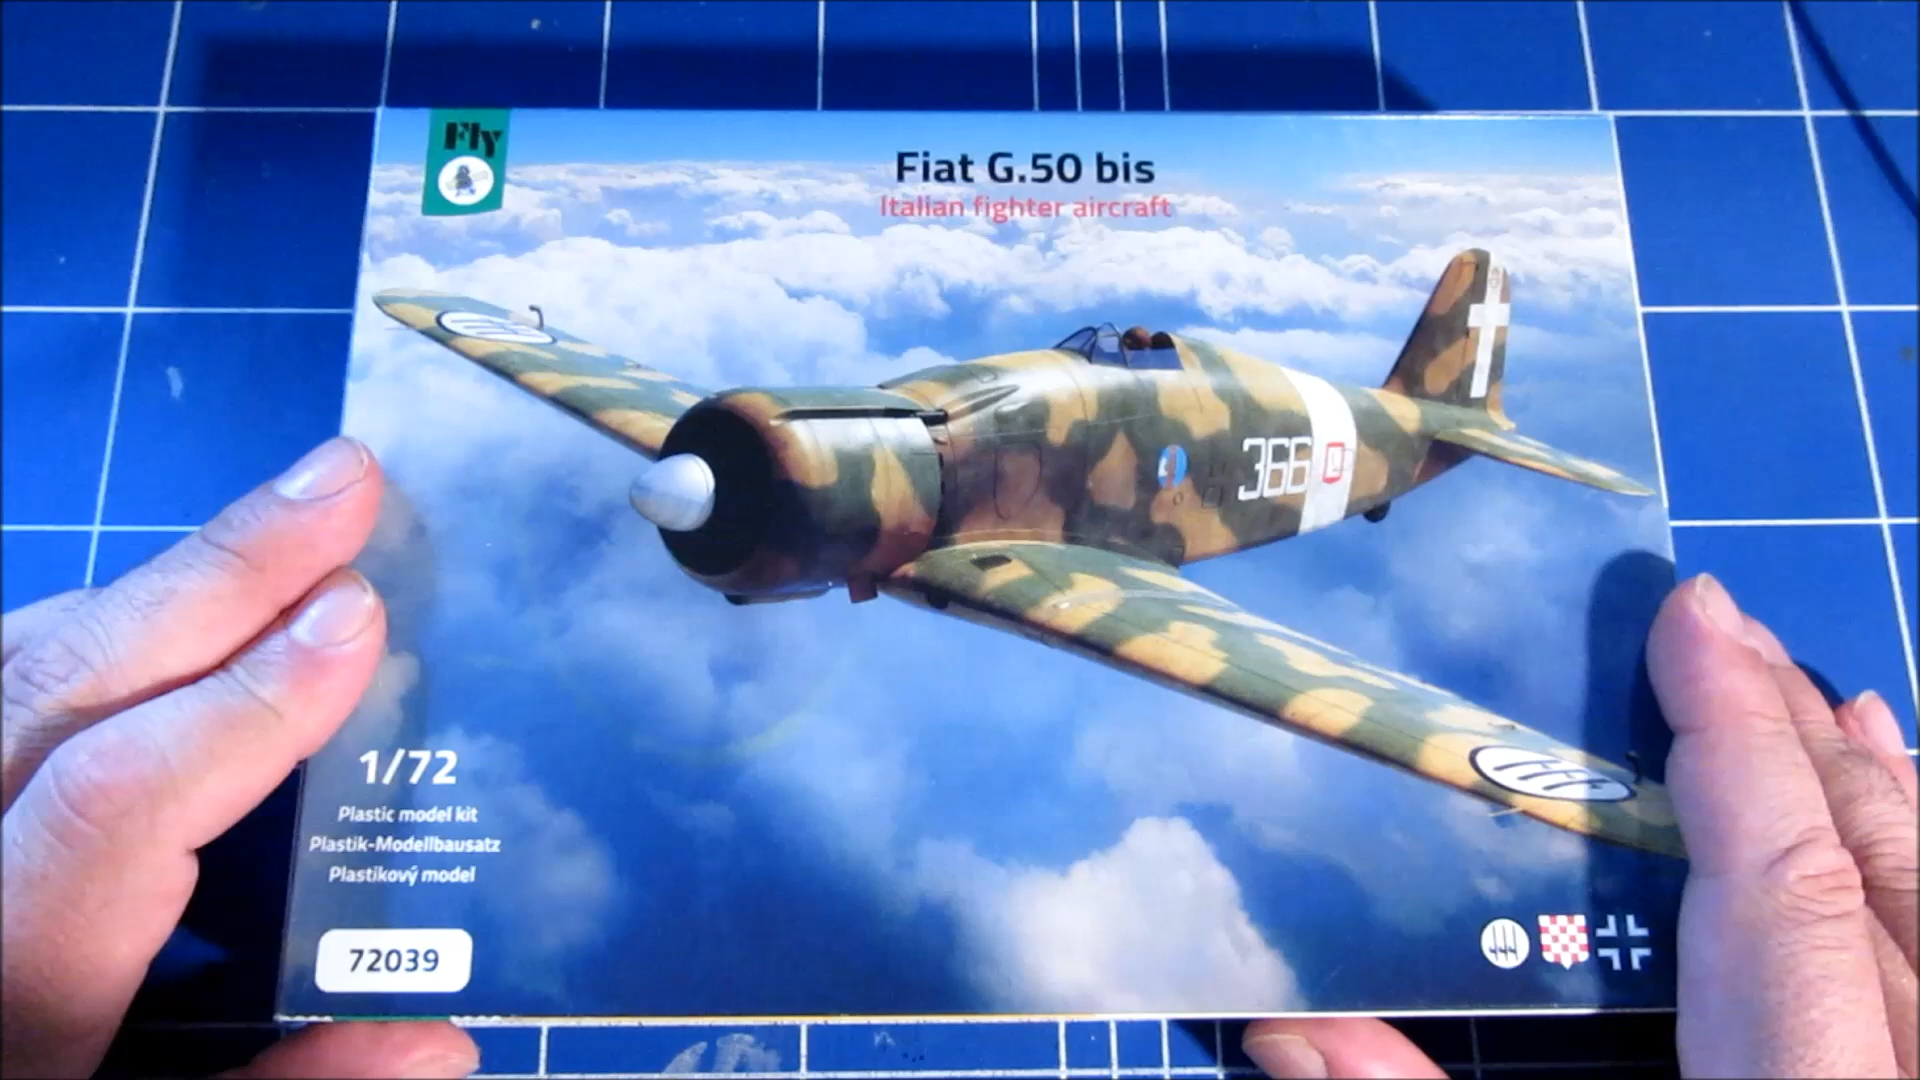 Fly
Fiat G.50 bis
Italian fighter aircraft
366
1/72
Plastic model kit
Plastik-Modellbausatz
Plastikový model
72039